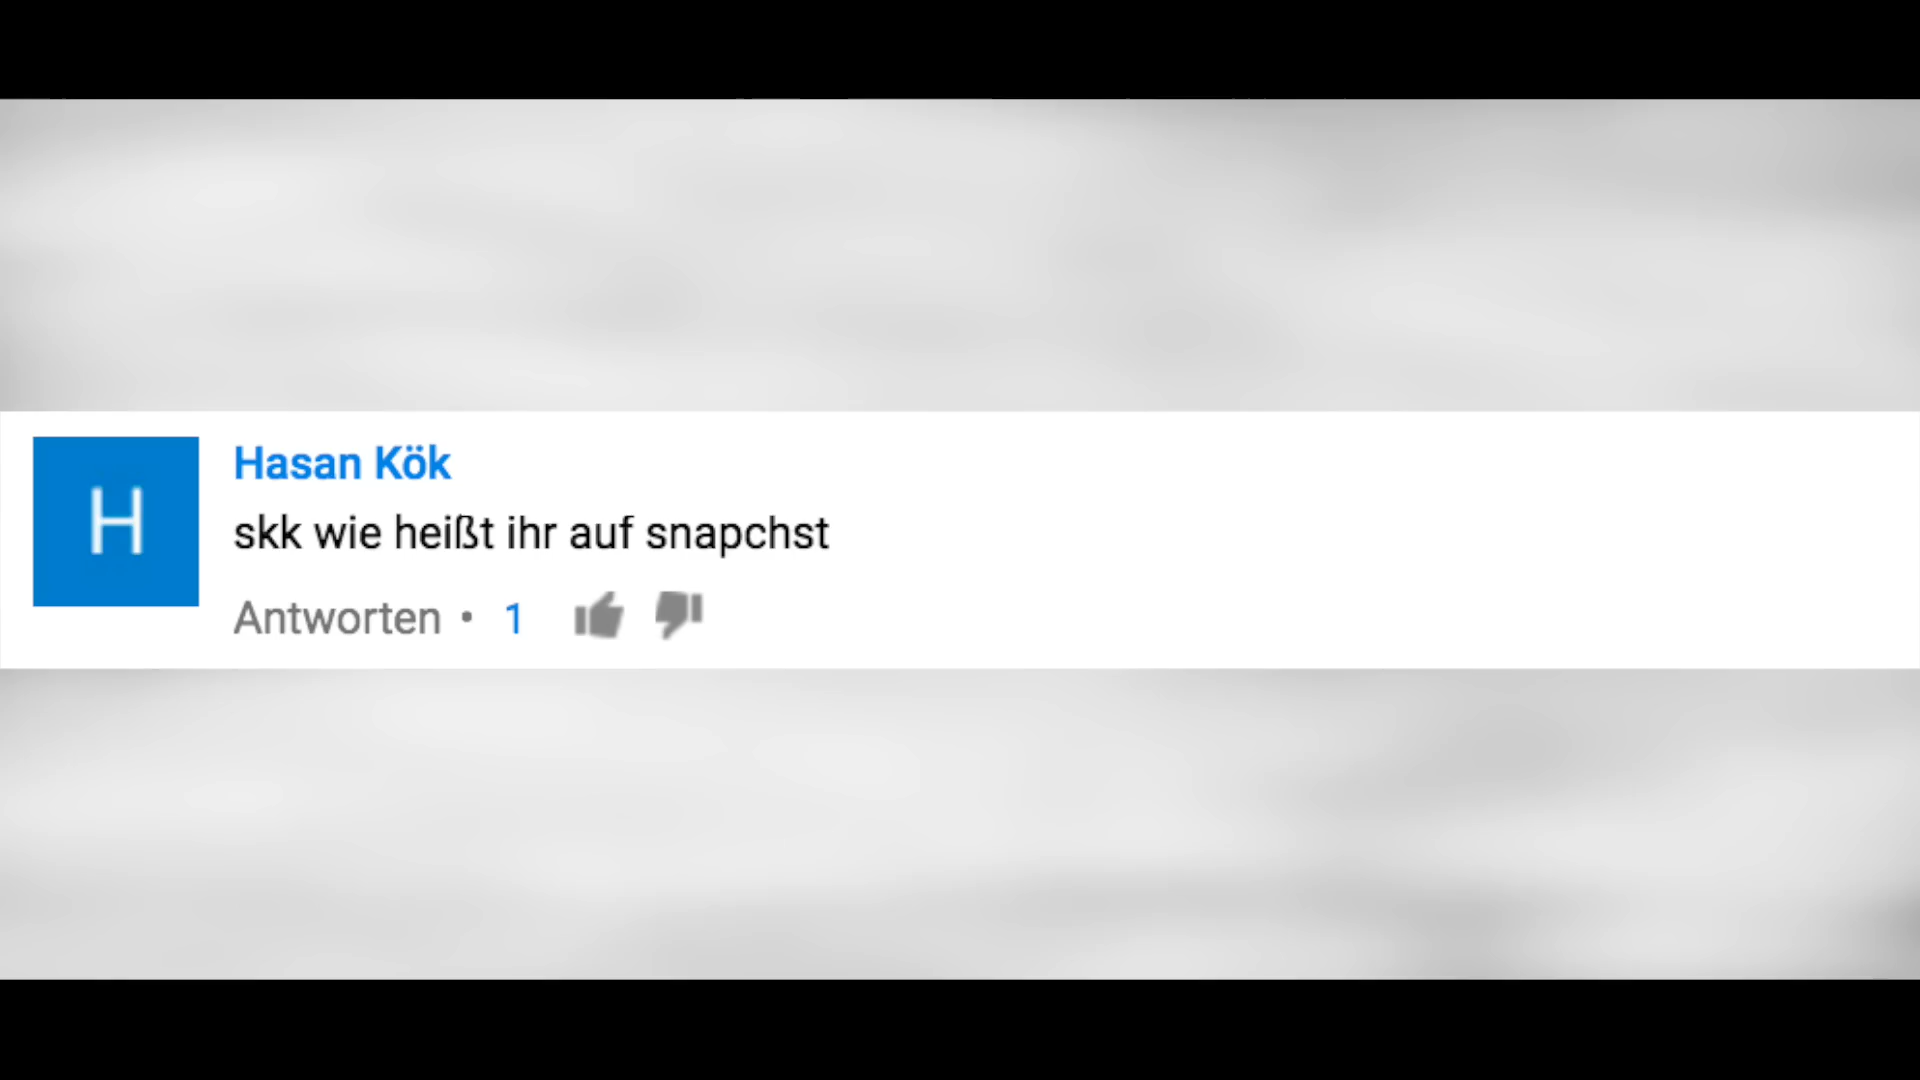 H
Hasan Kök
skk wie heißt ihr auf snapchst
Antworten • 1